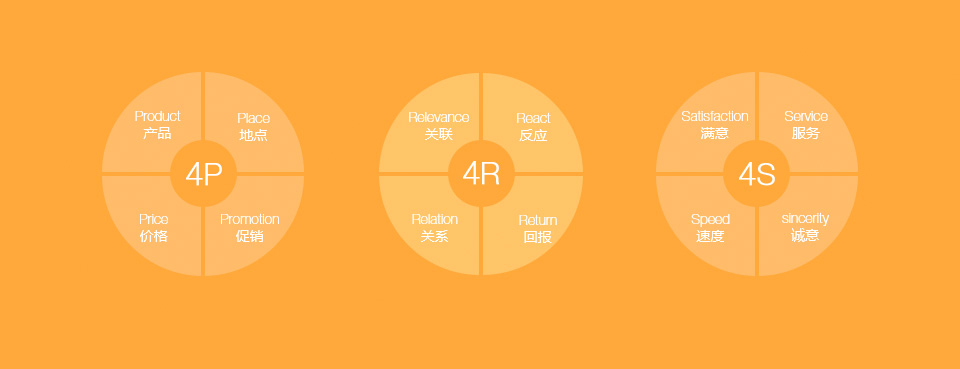 Product
产品
Place
地点
4P
Price
价格
Promotion
促销
Relevance
关联
React
反应
4R
Relation
关系
Return
回报
Satisfaction
满意
Service
服务
4S
Speed
速度
sincerity
诚意